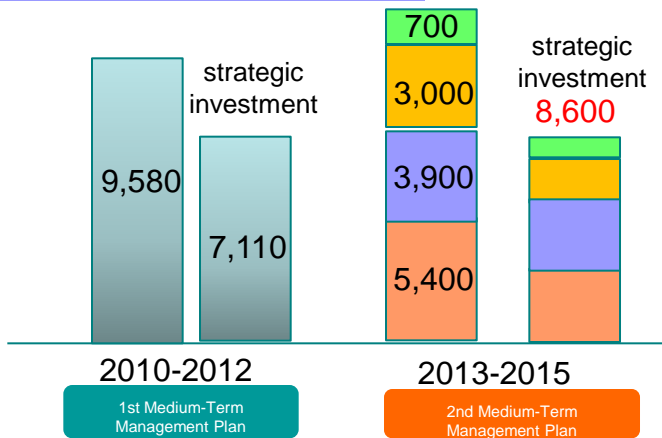 700
strategic
investment
8,600
strategic
investment
3,000
9,580
3,900
7,110
5,400
2010-2012
2013-2015
1st Medium-Term
Management Plan
2nd Medium-Term
Management Plan